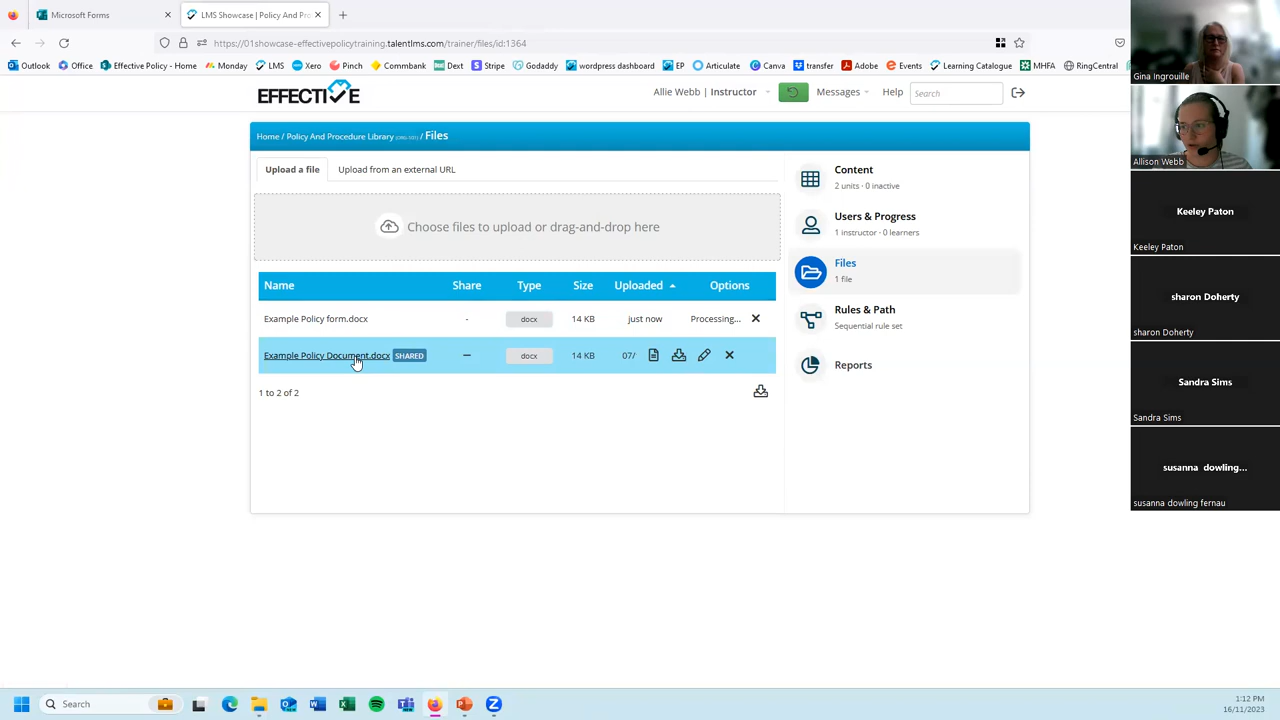 Microsoft Forms
LMS Showcase | Policy And Pr
https://01showcase-effectivepolicytraining.talentlms.com/trainer/files/id:1364
Outlook Office Effective Policy - Home Monday LMS Xero Pinch Commbank Dext Stripe Godaddy wordpress dashboard EP Articulate Canva transfer Adobe Events Learning Catalogue MHFA RingCentral
EFFECTIVE
Allie Webb | Instructor Messages Help Search
Home / Policy And Procedure Library / Files
Upload a file Upload from an external URL
Choose files to upload or drag-and-drop here
Name Share Type Size Uploaded Options
Example Policy form.docx - docx 14 KB just now Processing...
Example Policy Document.docx SHARED docx 14 KB 07/
1 to 2 of 2
Content
2 units · 0 inactive
Users & Progress
1 instructor · 0 learners
Files
1 file
Rules & Path
Sequential rule set
Reports
Gina Ingrouille
Allison Webb
Keeley Paton
Keeley Paton
sharon Doherty
sharon Doherty
Sandra Sims
Sandra Sims
susanna dowling...
susanna dowling fernau
Search
1:12 PM
16/11/2023